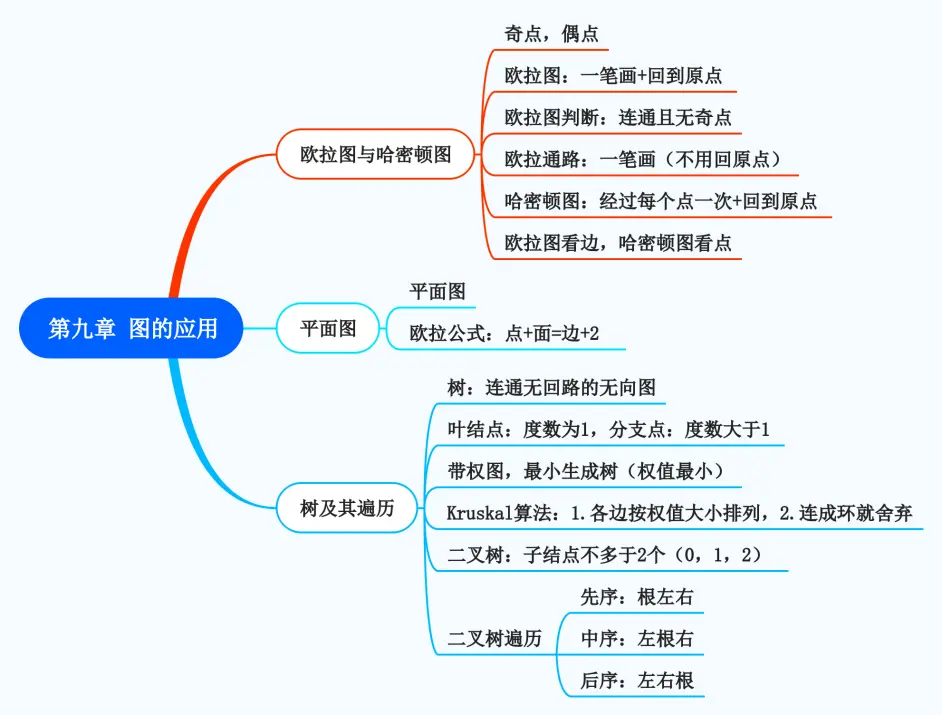 第九章 图的应用
欧拉图与哈密顿图
奇点，偶点
欧拉图：一笔画+回到原点
欧拉图判断：连通且无奇点
欧拉通路：一笔画（不用回原点）
哈密顿图：经过每个点一次+回到原点
欧拉图看边，哈密顿图看点
平面图
平面图
欧拉公式：点+面=边+2
树及其遍历
树：连通无回路的无向图
叶结点：度数为1，分支点：度数大于1
带权图，最小生成树（权值最小）
Kruskal算法：1.各边按权值大小排列，2.连成环就舍弃
二叉树：子结点不多于2个（0，1，2）
二叉树遍历
先序：根左右
中序：左根右
后序：左右根